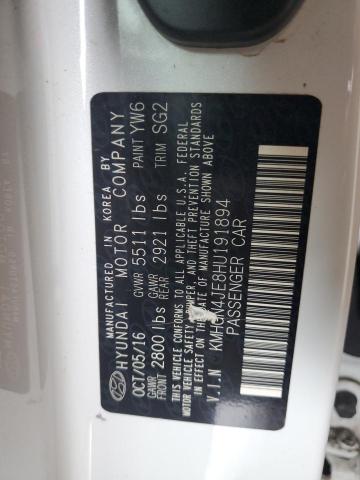 MANUFACTURED IN KOREA BY
HYUNDAI MOTOR COMPANY
OCT/05/16 GVWR 5511 lbs PAINT YW6
GAWR FRONT 2800 lbs GAWR REAR 2921 lbs TRIM SG2
THIS VEHICLE CONFORMS TO ALL APPLICABLE U.S.A. FEDERAL
MOTOR VEHICLE SAFETY, BUMPER, AND THEFT PREVENTION STANDARDS
IN EFFECT ON THE DATE OF MANUFACTURE SHOWN ABOVE
V.I.N KMHGN4JE8HU191894
PASSENGER CAR